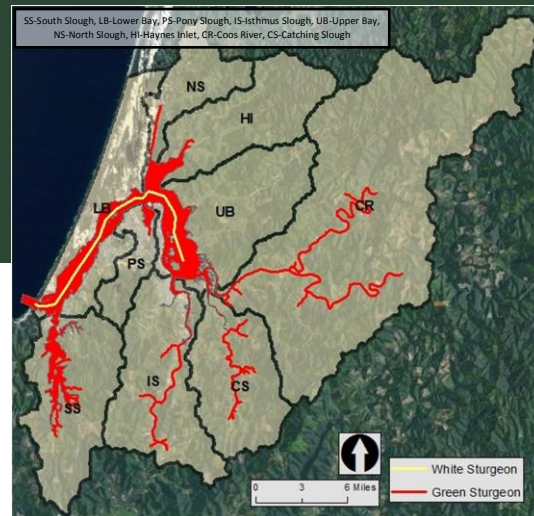 SS-South Slough, LB-Lower Bay, PS-Pony Slough, IS-Isthmus Slough, UB-Upper Bay,
NS-North Slough, HI-Haynes Inlet, CR-Coos River, CS-Catching Slough
NS
HI
CR
LB
UB
PS
IS
CS
SS
0 3 6 Miles
White Sturgeon
Green Sturgeon